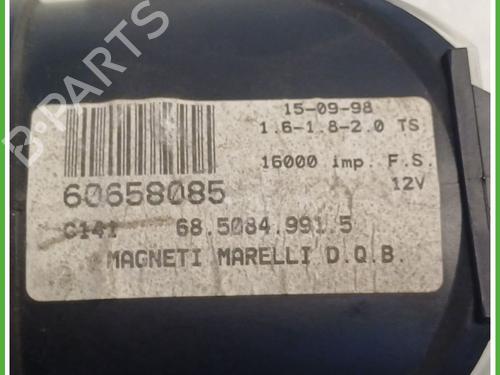 15-09-98
1.6-1.8-2.0 TS
16000 imp. F.S.
12V
60658085
C141 68.5084.991.5
MAGNETI MARELLI D.Q.B.
B-PARTS